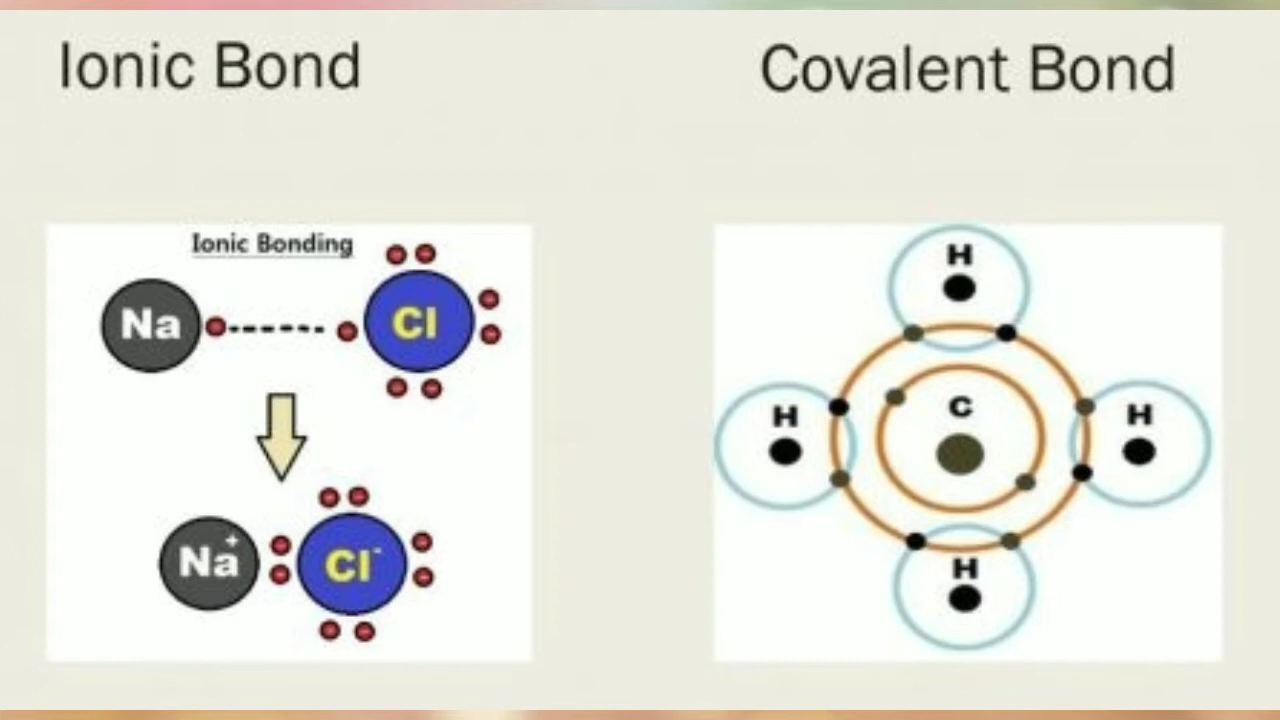 Ionic Bond
Covalent Bond
Ionic Bonding
Na
Cl
Na+
Cl-
H
H
C
H
H